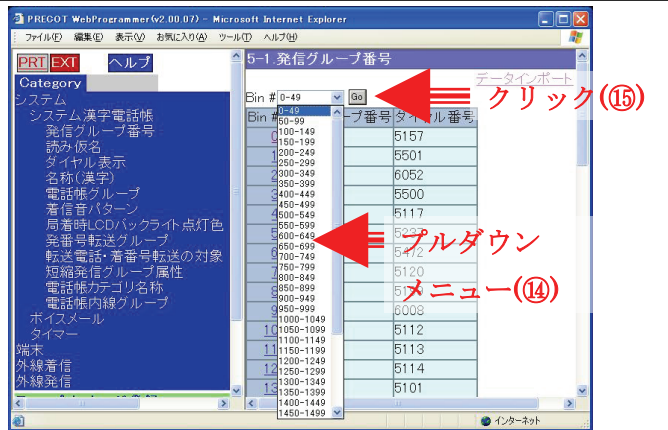 PRECOT WebProgrammer(v2.00.07) - Microsoft Internet Explorer
ファイル(F) 編集(E) 表示(V) お気に入り(A) ツール(T) ヘルプ(H)
PRT EXT ヘルプ
Category
システム
システム漢字電話帳
発信グループ番号
読み仮名
ダイヤル表示
名称(漢字)
電話帳グループ
着信音パターン
局着時LCDバックライト点灯色
発番号転送グループ
転送電話・着番号転送の対象
短縮発信グループ属性
電話帳カテゴリ名称
電話帳内線グループ
ボイスメール
タイマー
端末
外線着信
外線発信
5-1.発信グループ番号
データインポート
Bin # 0-49 Go
クリック(⑮)
Bin # ープ番号 ダイヤル番号
0-49
50-99
100-149
150-199
200-249
250-299
300-349
350-399
400-449
450-499
500-549
550-599
600-649
650-699
700-749
750-799
800-849
850-899
900-949
950-999
1000-1049
1050-1099
1100-1149
1150-1199
1200-1249
1250-1299
1300-1349
1350-1399
1400-1449
1450-1499
0 5157
1 5501
2 6052
3 5500
4 5117
5
6 5472
7 5120
8
9 6008
10 5112
11 5113
12 5114
13 5101
プルダウン
メニュー(⑭)
インターネット